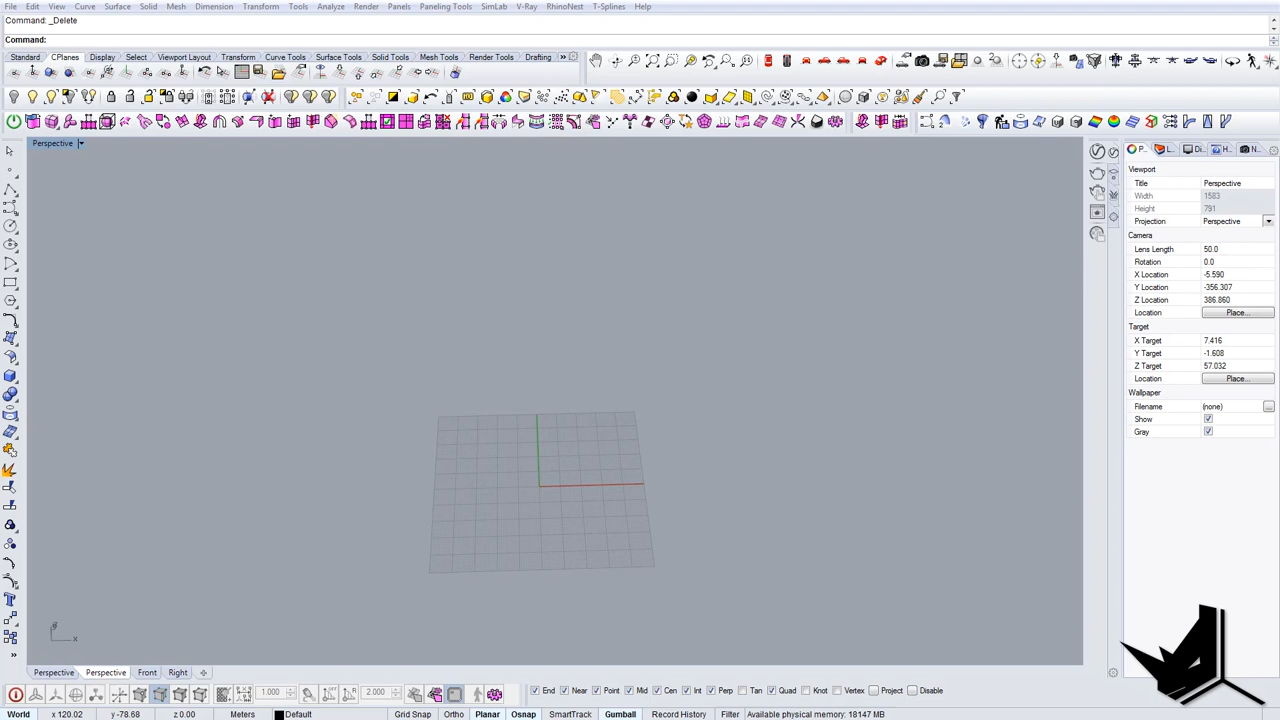 File Edit View Curve Surface Solid Mesh Dimension Transform Tools Analyze Render Panels Paneling Tools SimLab V-Ray RhinoNest T-Splines Help
Command: _Delete
Command:
Standard CPlanes Display Select Viewport Layout Transform Curve Tools Surface Tools Solid Tools Mesh Tools Render Tools Drafting »
Perspective
P... L... Di... H... N...
Viewport
Title Perspective
Width 1583
Height 791
Projection Perspective
Camera
Lens Length 50.0
Rotation 0.0
X Location -5.590
Y Location -356.307
Z Location 386.860
Location Place...
Target
X Target 7.416
Y Target -1.608
Z Target 57.032
Location Place...
Wallpaper
Filename (none) ...
Show
Gray
x
Perspective Perspective Front Right
1.000 2.000 End Near Point Mid Cen Int Perp Tan Quad Knot Vertex Project Disable
World x 120.02 y -78.68 z 0.00 Meters Default Grid Snap Ortho Planar Osnap SmartTrack Gumball Record History Filter Available physical memory: 18147 MB